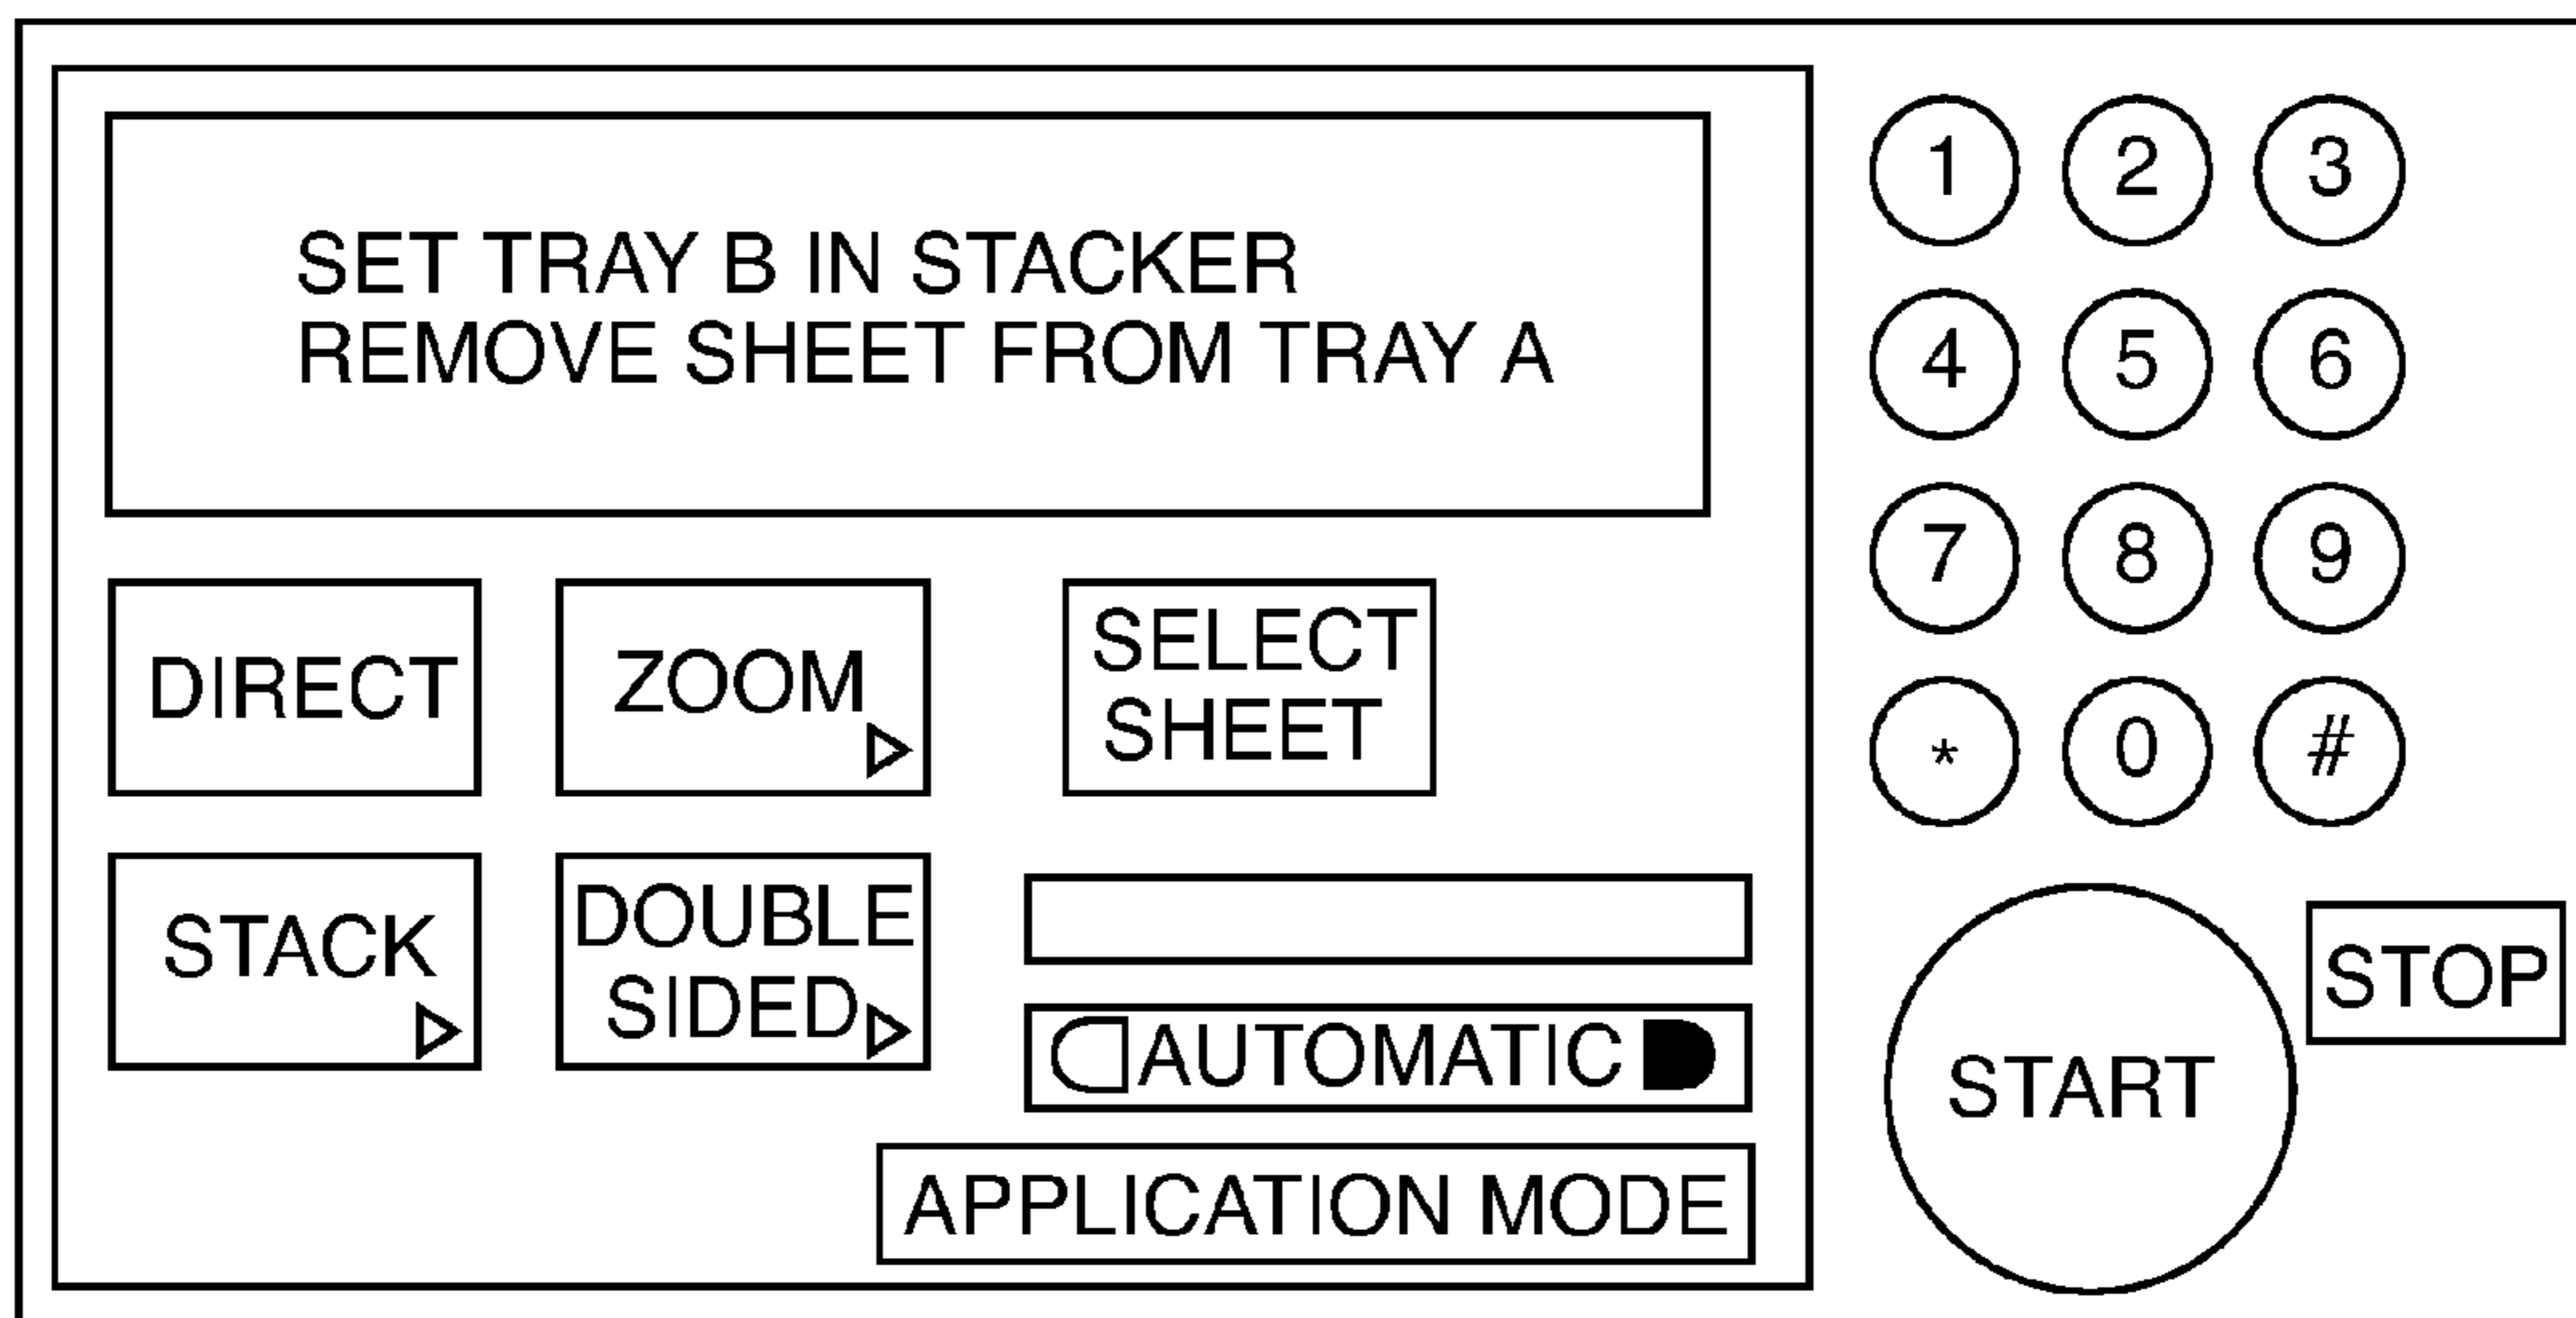 SET TRAY B IN STACKER
REMOVE SHEET FROM TRAY A
DIRECT
ZOOM
SELECT
SHEET
STACK
DOUBLE
SIDED
AUTOMATIC
APPLICATION MODE
1 2 3
4 5 6
7 8 9
* 0 #
START
STOP